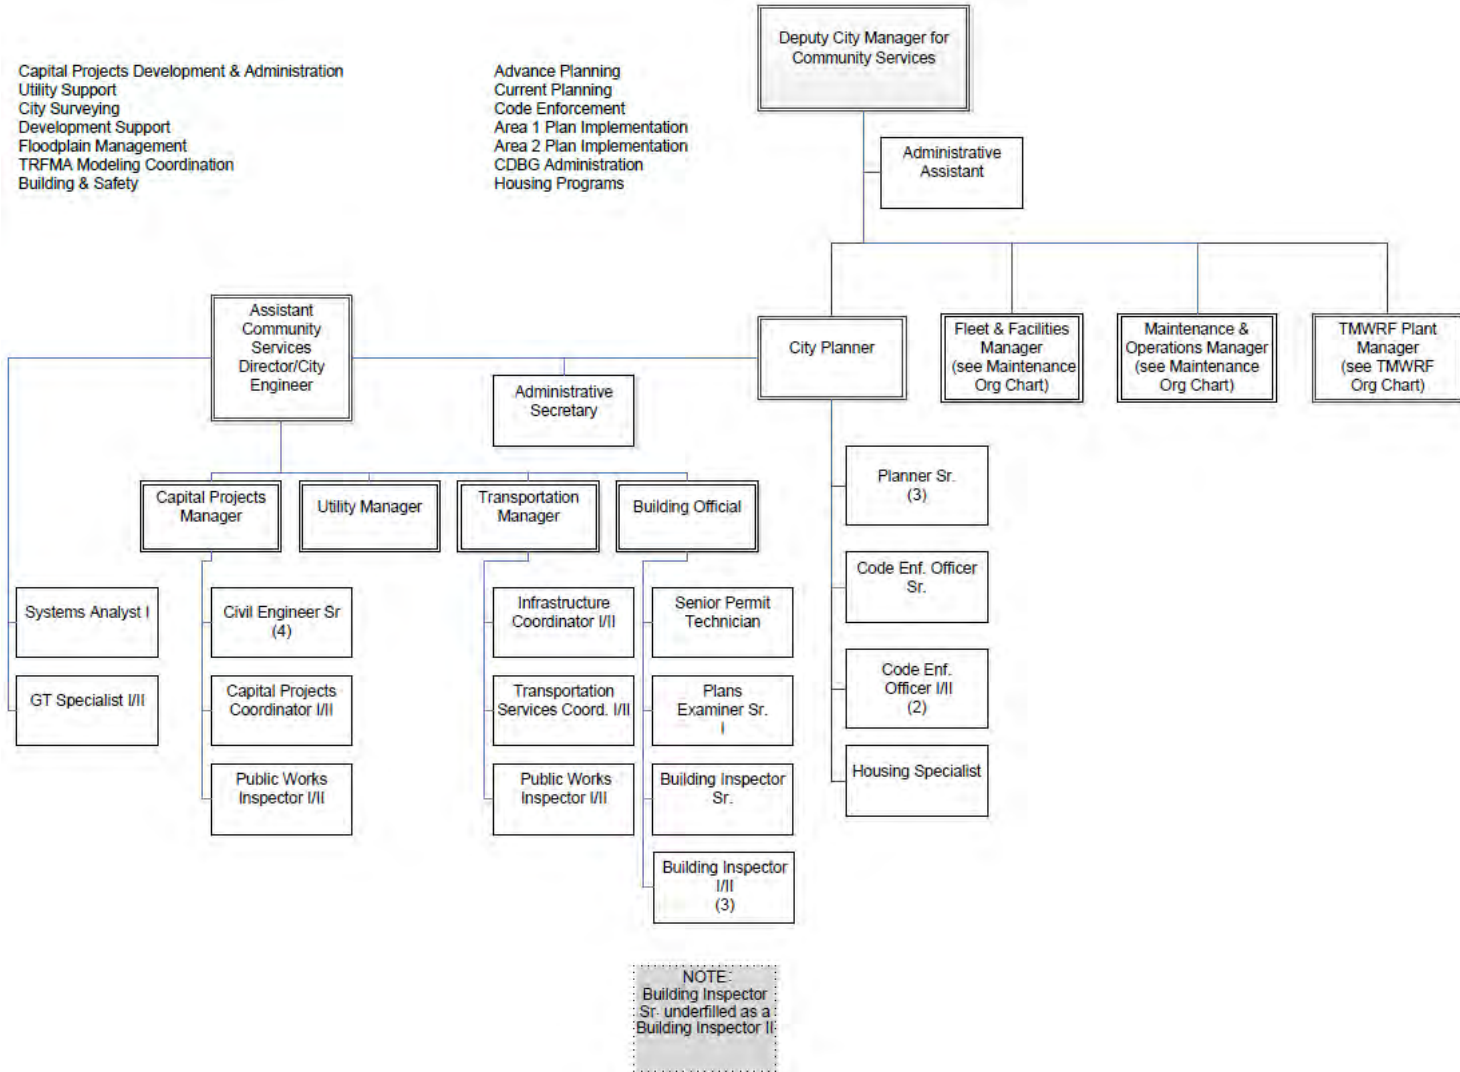 Deputy City Manager for
Community Services
Capital Projects Development & Administration
Utility Support
City Surveying
Development Support
Floodplain Management
TRFMA Modeling Coordination
Building & Safety
Advance Planning
Current Planning
Code Enforcement
Area 1 Plan Implementation
Area 2 Plan Implementation
CDBG Administration
Housing Programs
Administrative
Assistant
Assistant
Community
Services
Director/City
Engineer
Administrative
Secretary
City Planner
Fleet & Facilities
Manager
(see Maintenance
Org Chart)
Maintenance &
Operations Manager
(see Maintenance
Org Chart)
TMWRF Plant
Manager
(see TMWRF
Org Chart)
Capital Projects
Manager
Utility Manager
Transportation
Manager
Building Official
Planner Sr.
(3)
Code Enf. Officer
Sr.
Code Enf.
Officer I/II
(2)
Housing Specialist
Systems Analyst I
GT Specialist I/II
Civil Engineer Sr
(4)
Capital Projects
Coordinator I/II
Public Works
Inspector I/II
Infrastructure
Coordinator I/II
Transportation
Services Coord. I/II
Public Works
Inspector I/II
Senior Permit
Technician
Plans
Examiner Sr.
I
Building Inspector
Sr.
Building Inspector
I/II
(3)
NOTE:
Building Inspector
Sr. underfilled as a
Building Inspector II